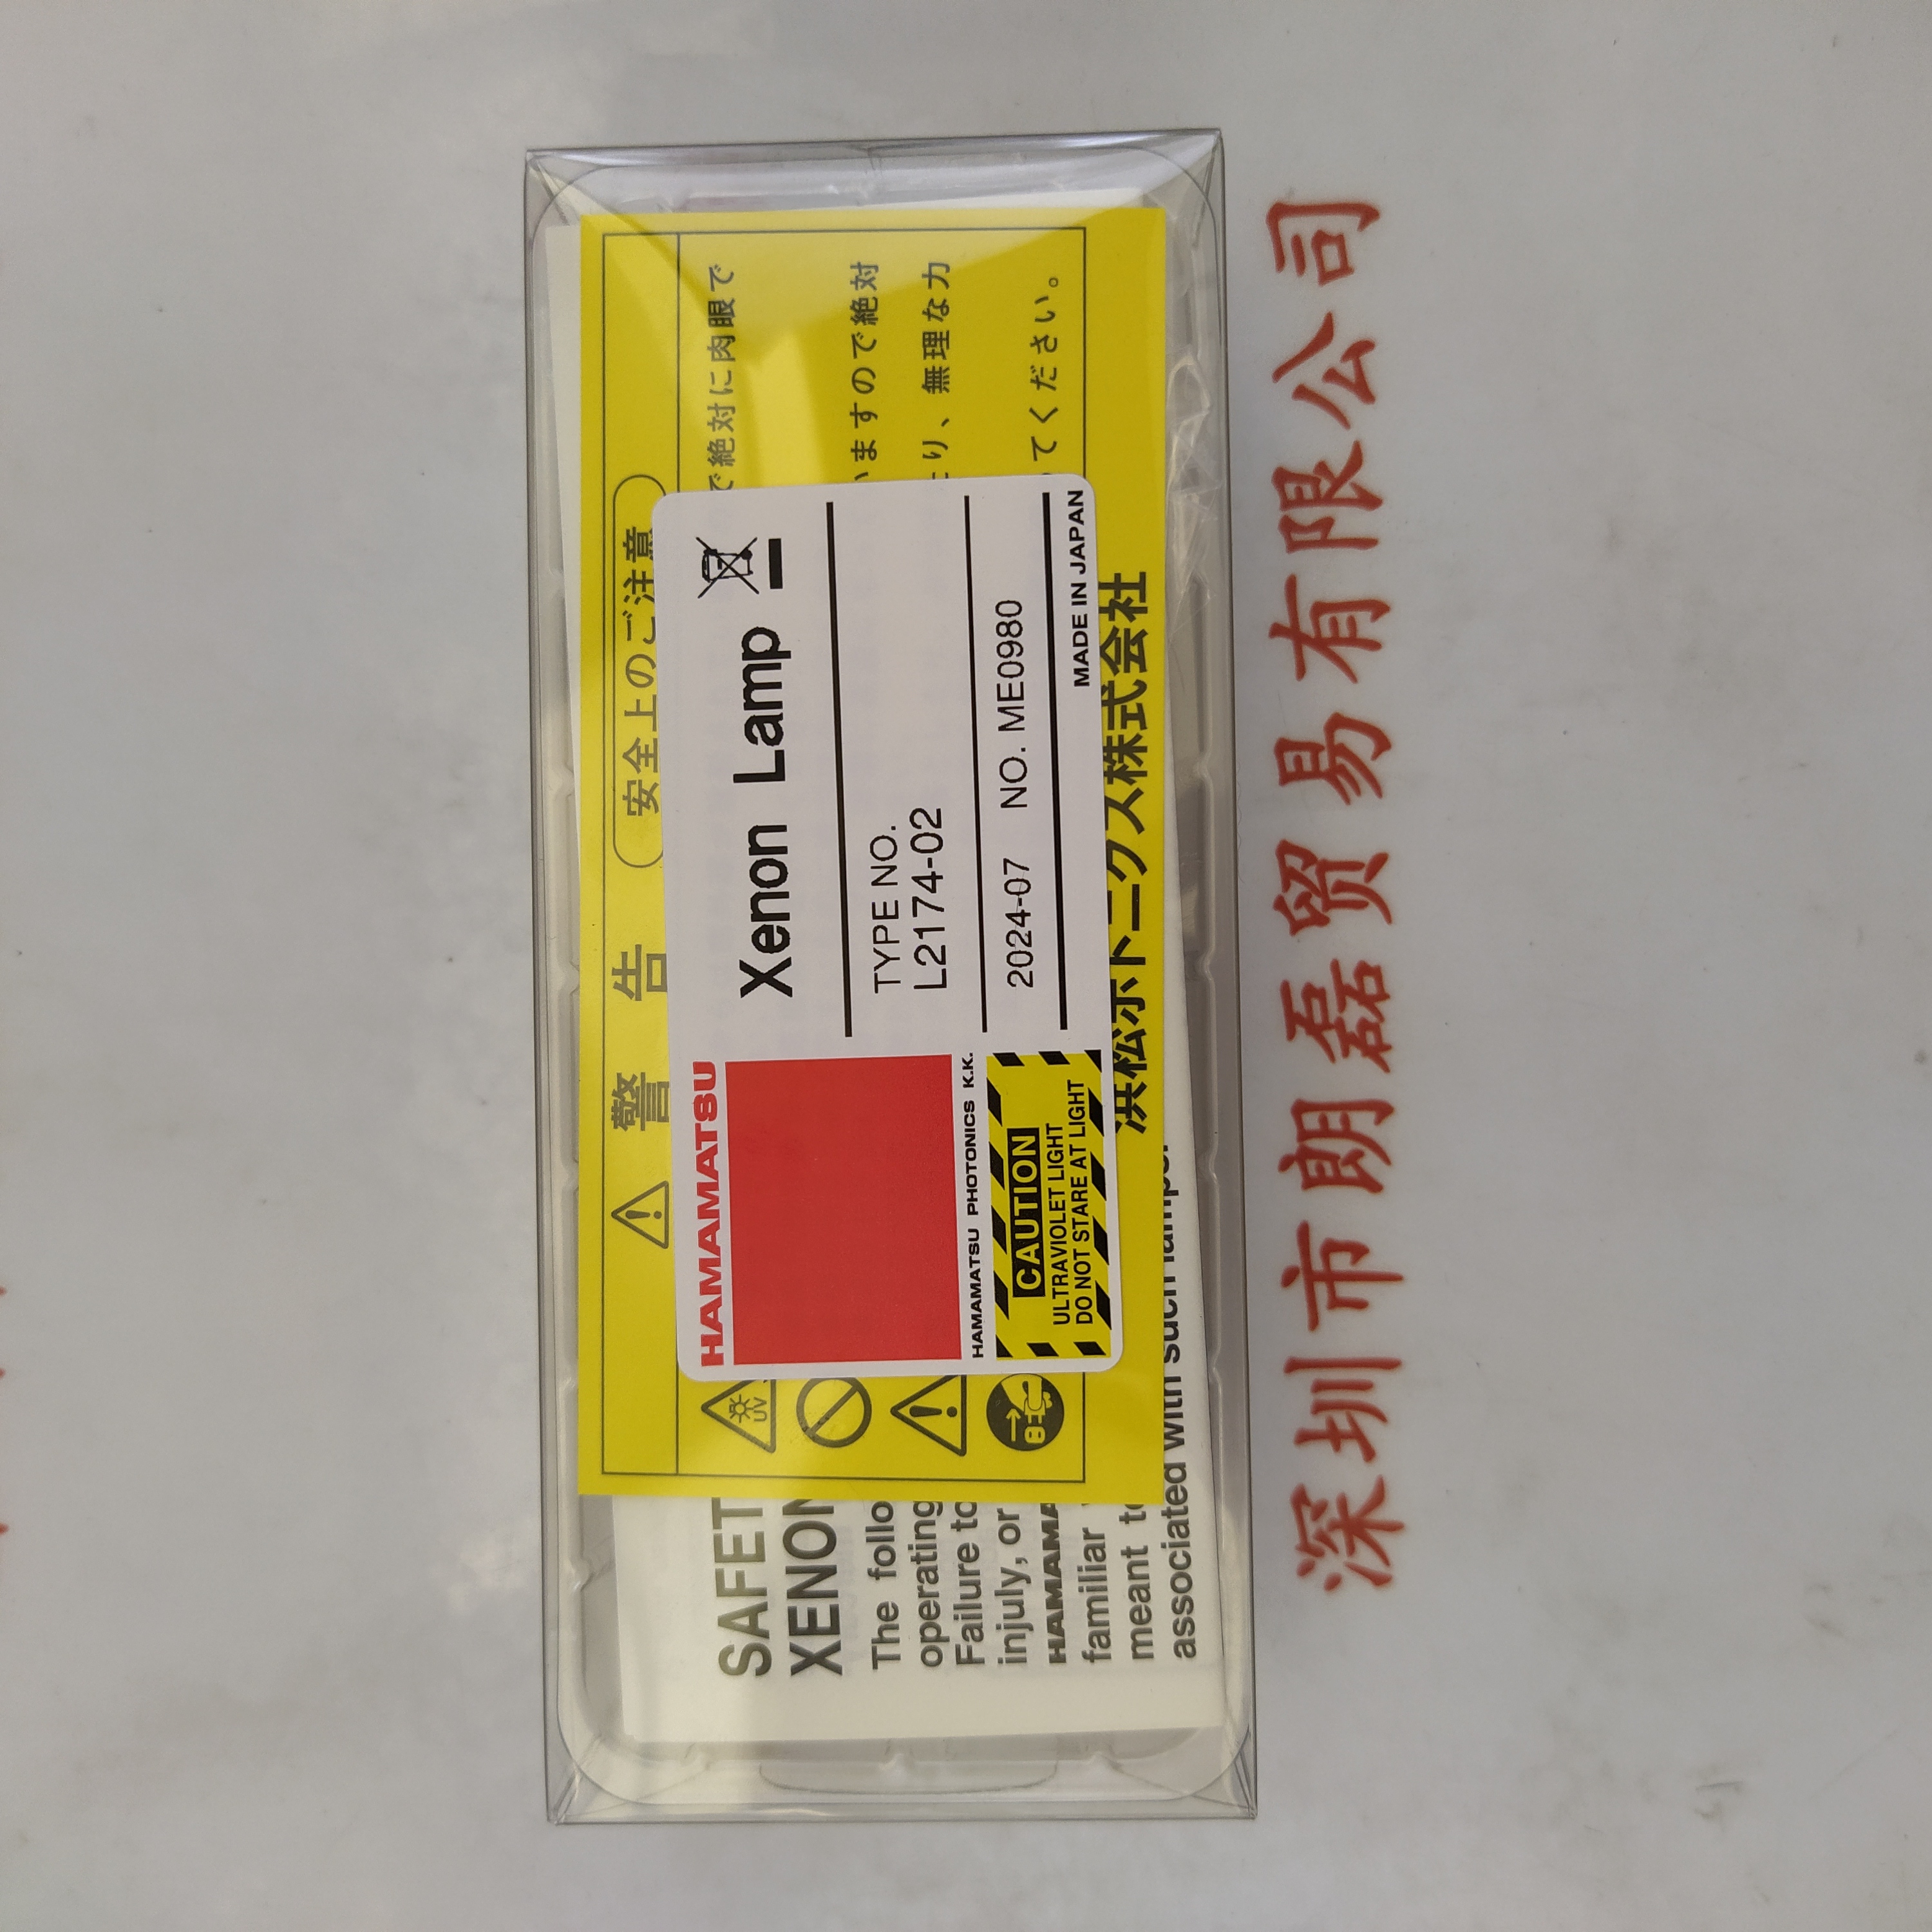 HAMAMATSU
HAMAMATSU PHOTONICS K.K.
CAUTION
ULTRAVIOLET LIGHT
DO NOT STARE AT LIGHT
Xenon Lamp
TYPE NO.
L2174-02
2024-07 NO. ME0980
MADE IN JAPAN
警告
安全上のご注意
で絶対に肉眼で
いますので絶対
たり、無理な力
てください。
UV
浜松ホトニクス株式会社
SAFET
XENON
The follo
operating
Failure to
injuly, or
HAMAMA
familiar
meant to
associated with such lamps.
深圳市朗磊贸易有限公司